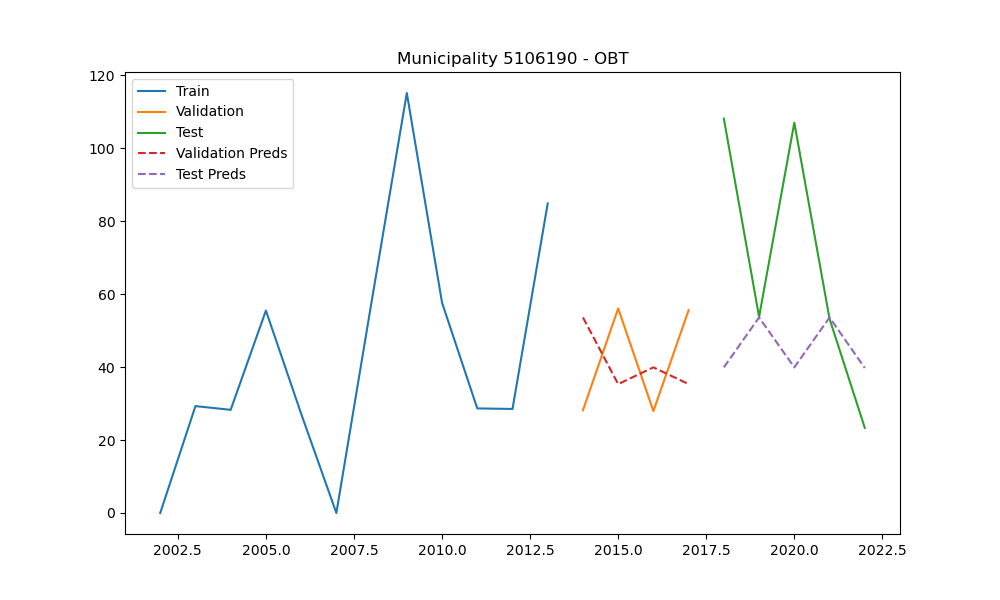 Municipality 5106190 - OBT
Train
Validation
Test
Validation Preds
Test Preds
120
100
80
60
40
20
0
2002.5 2005.0 2007.5 2010.0 2012.5 2015.0 2017.5 2020.0 2022.5